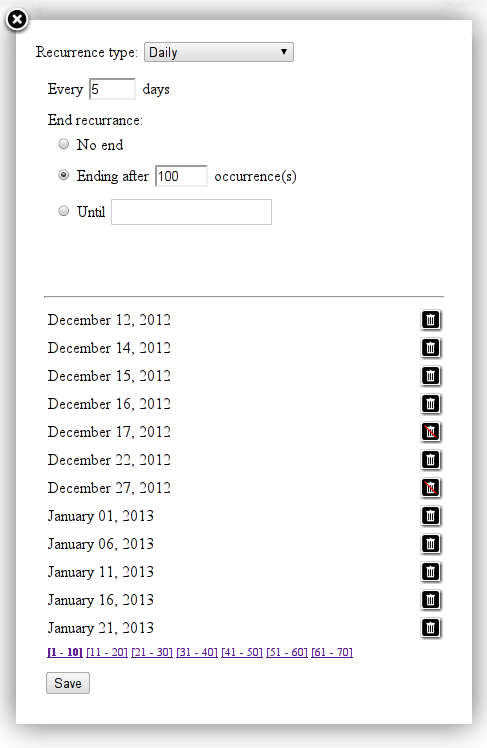 Recurrence type: Daily
Every 5 days
End recurrance:
No end
Ending after 100 occurrence(s)
Until
December 12, 2012
December 14, 2012
December 15, 2012
December 16, 2012
December 17, 2012
December 22, 2012
December 27, 2012
January 01, 2013
January 06, 2013
January 11, 2013
January 16, 2013
January 21, 2013
[1 - 10] [11 - 20] [21 - 30] [31 - 40] [41 - 50] [51 - 60] [61 - 70]
Save